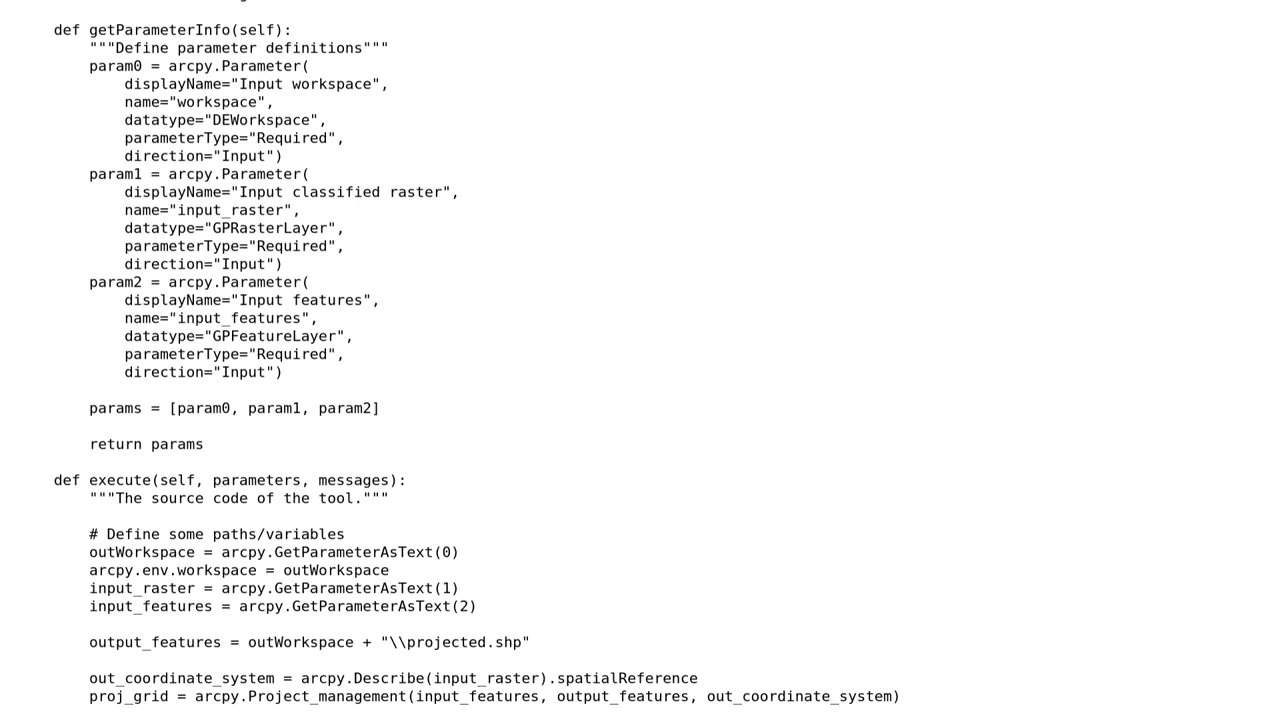 def getParameterInfo(self):
"""Define parameter definitions"""
param0 = arcpy.Parameter(
displayName="Input workspace",
name="workspace",
datatype="DEWorkspace",
parameterType="Required",
direction="Input")
param1 = arcpy.Parameter(
displayName="Input classified raster",
name="input_raster",
datatype="GPRasterLayer",
parameterType="Required",
direction="Input")
param2 = arcpy.Parameter(
displayName="Input features",
name="input_features",
datatype="GPFeatureLayer",
parameterType="Required",
direction="Input")
params = [param0, param1, param2]
return params
def execute(self, parameters, messages):
"""The source code of the tool."""
# Define some paths/variables
outWorkspace = arcpy.GetParameterAsText(0)
arcpy.env.workspace = outWorkspace
input_raster = arcpy.GetParameterAsText(1)
input_features = arcpy.GetParameterAsText(2)
output_features = outWorkspace + "\\projected.shp"
out_coordinate_system = arcpy.Describe(input_raster).spatialReference
proj_grid = arcpy.Project_management(input_features, output_features, out_coordinate_system)